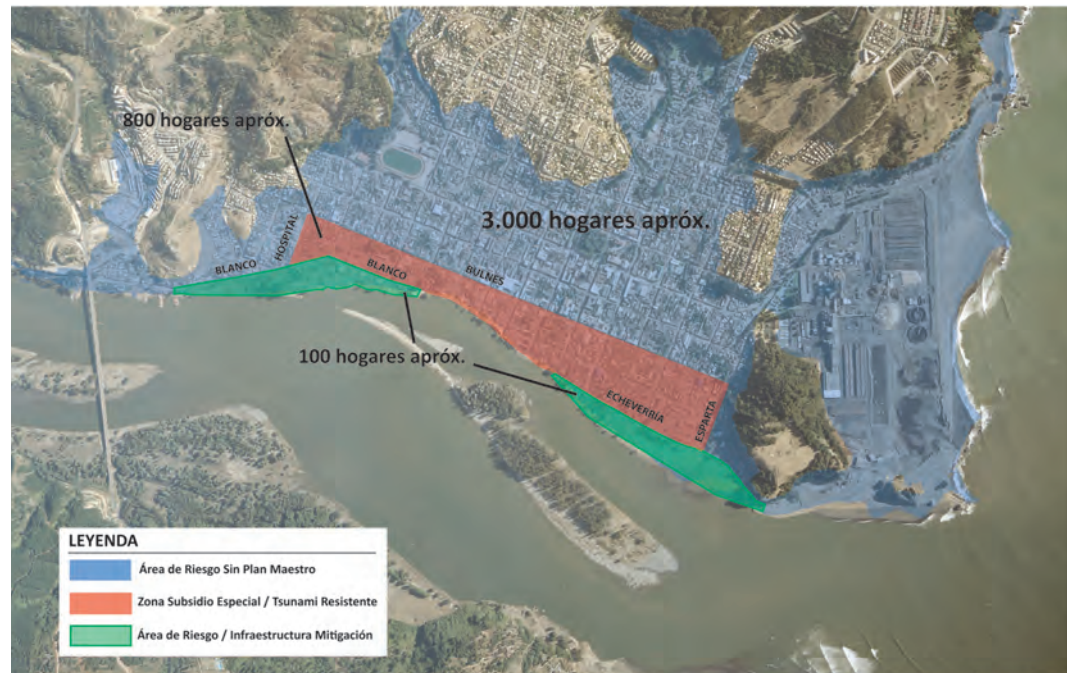 800 hogares apróx.
3.000 hogares apróx.
HOSPITAL
BLANCO
BLANCO
BULNES
100 hogares apróx.
ECHEVERRÍA
ESPARTA
LEYENDA
Área de Riesgo Sin Plan Maestro
Zona Subsidio Especial / Tsunami Resistente
Área de Riesgo / Infraestructura Mitigación